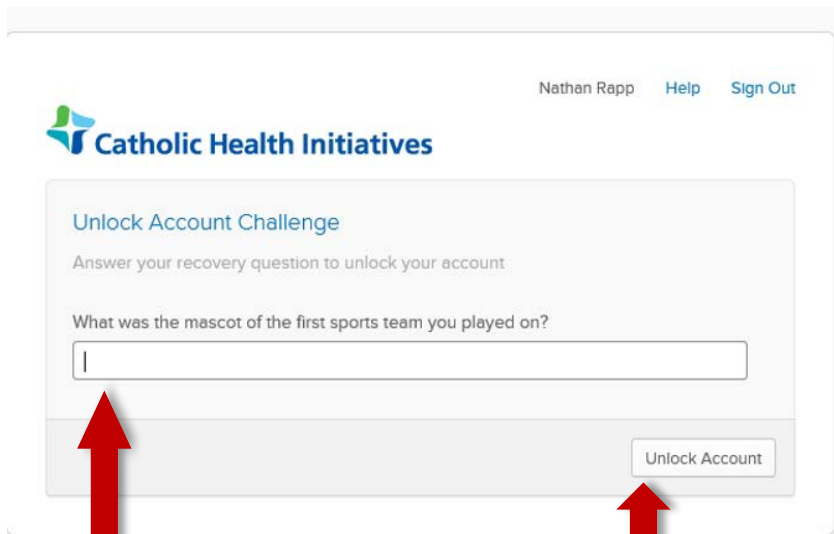 Nathan Rapp Help Sign Out
Catholic Health Initiatives
Unlock Account Challenge
Answer your recovery question to unlock your account
What was the mascot of the first sports team you played on?
Unlock Account